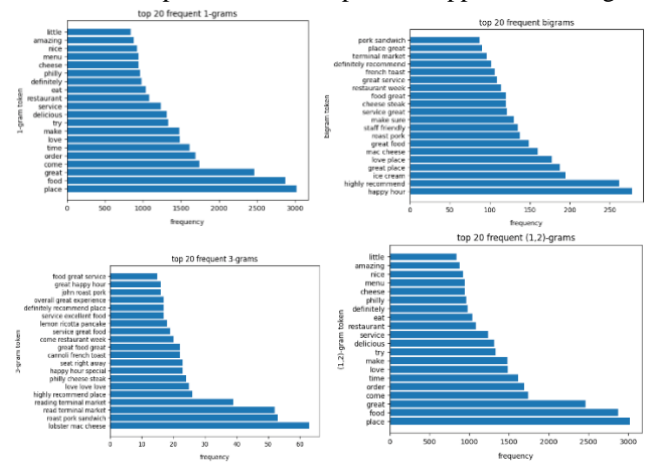 top 20 frequent 1-grams
1-gram token
little
amazing
nice
menu
cheese
philly
definitely
eat
restaurant
service
delicious
try
make
love
time
order
come
great
food
place
0 500 1000 1500 2000 2500 3000
frequency
top 20 frequent bigrams
bigram token
pork sandwich
place great
terminal market
definitely recommend
french toast
great service
restaurant week
food great
cheese steak
service great
make sure
staff friendly
roast pork
great food
mac cheese
love place
great place
ice cream
highly recommend
happy hour
0 50 100 150 200 250
frequency
top 20 frequent 3-grams
3-gram token
food great service
great happy hour
john roast pork
overall great experience
definitely recommend place
service excellent food
lemon ricotta pancake
service great food
come restaurant week
great food great
cannoli french toast
seat right away
happy hour special
philly cheese steak
love love love
highly recommend place
reading terminal market
read terminal market
roast pork sandwich
lobster mac cheese
0 10 20 30 40 50 60
frequency
top 20 frequent (1,2)-grams
(1,2)-gram token
little
amazing
nice
menu
cheese
philly
definitely
eat
restaurant
service
delicious
try
make
love
time
order
come
great
food
place
0 500 1000 1500 2000 2500 3000
frequency